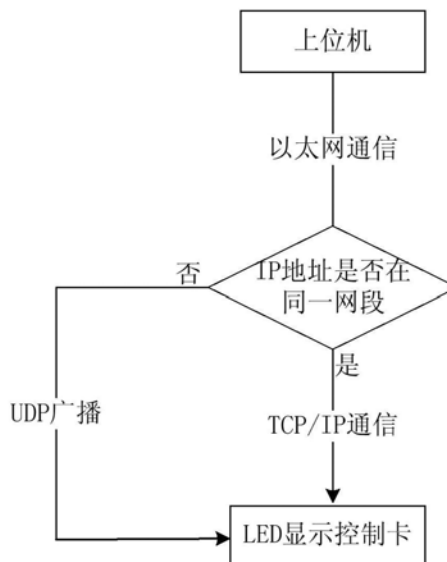 上位机
以太网通信
否
IP地址是否在
同一网段
是
UDP广播
TCP/IP通信
LED显示控制卡